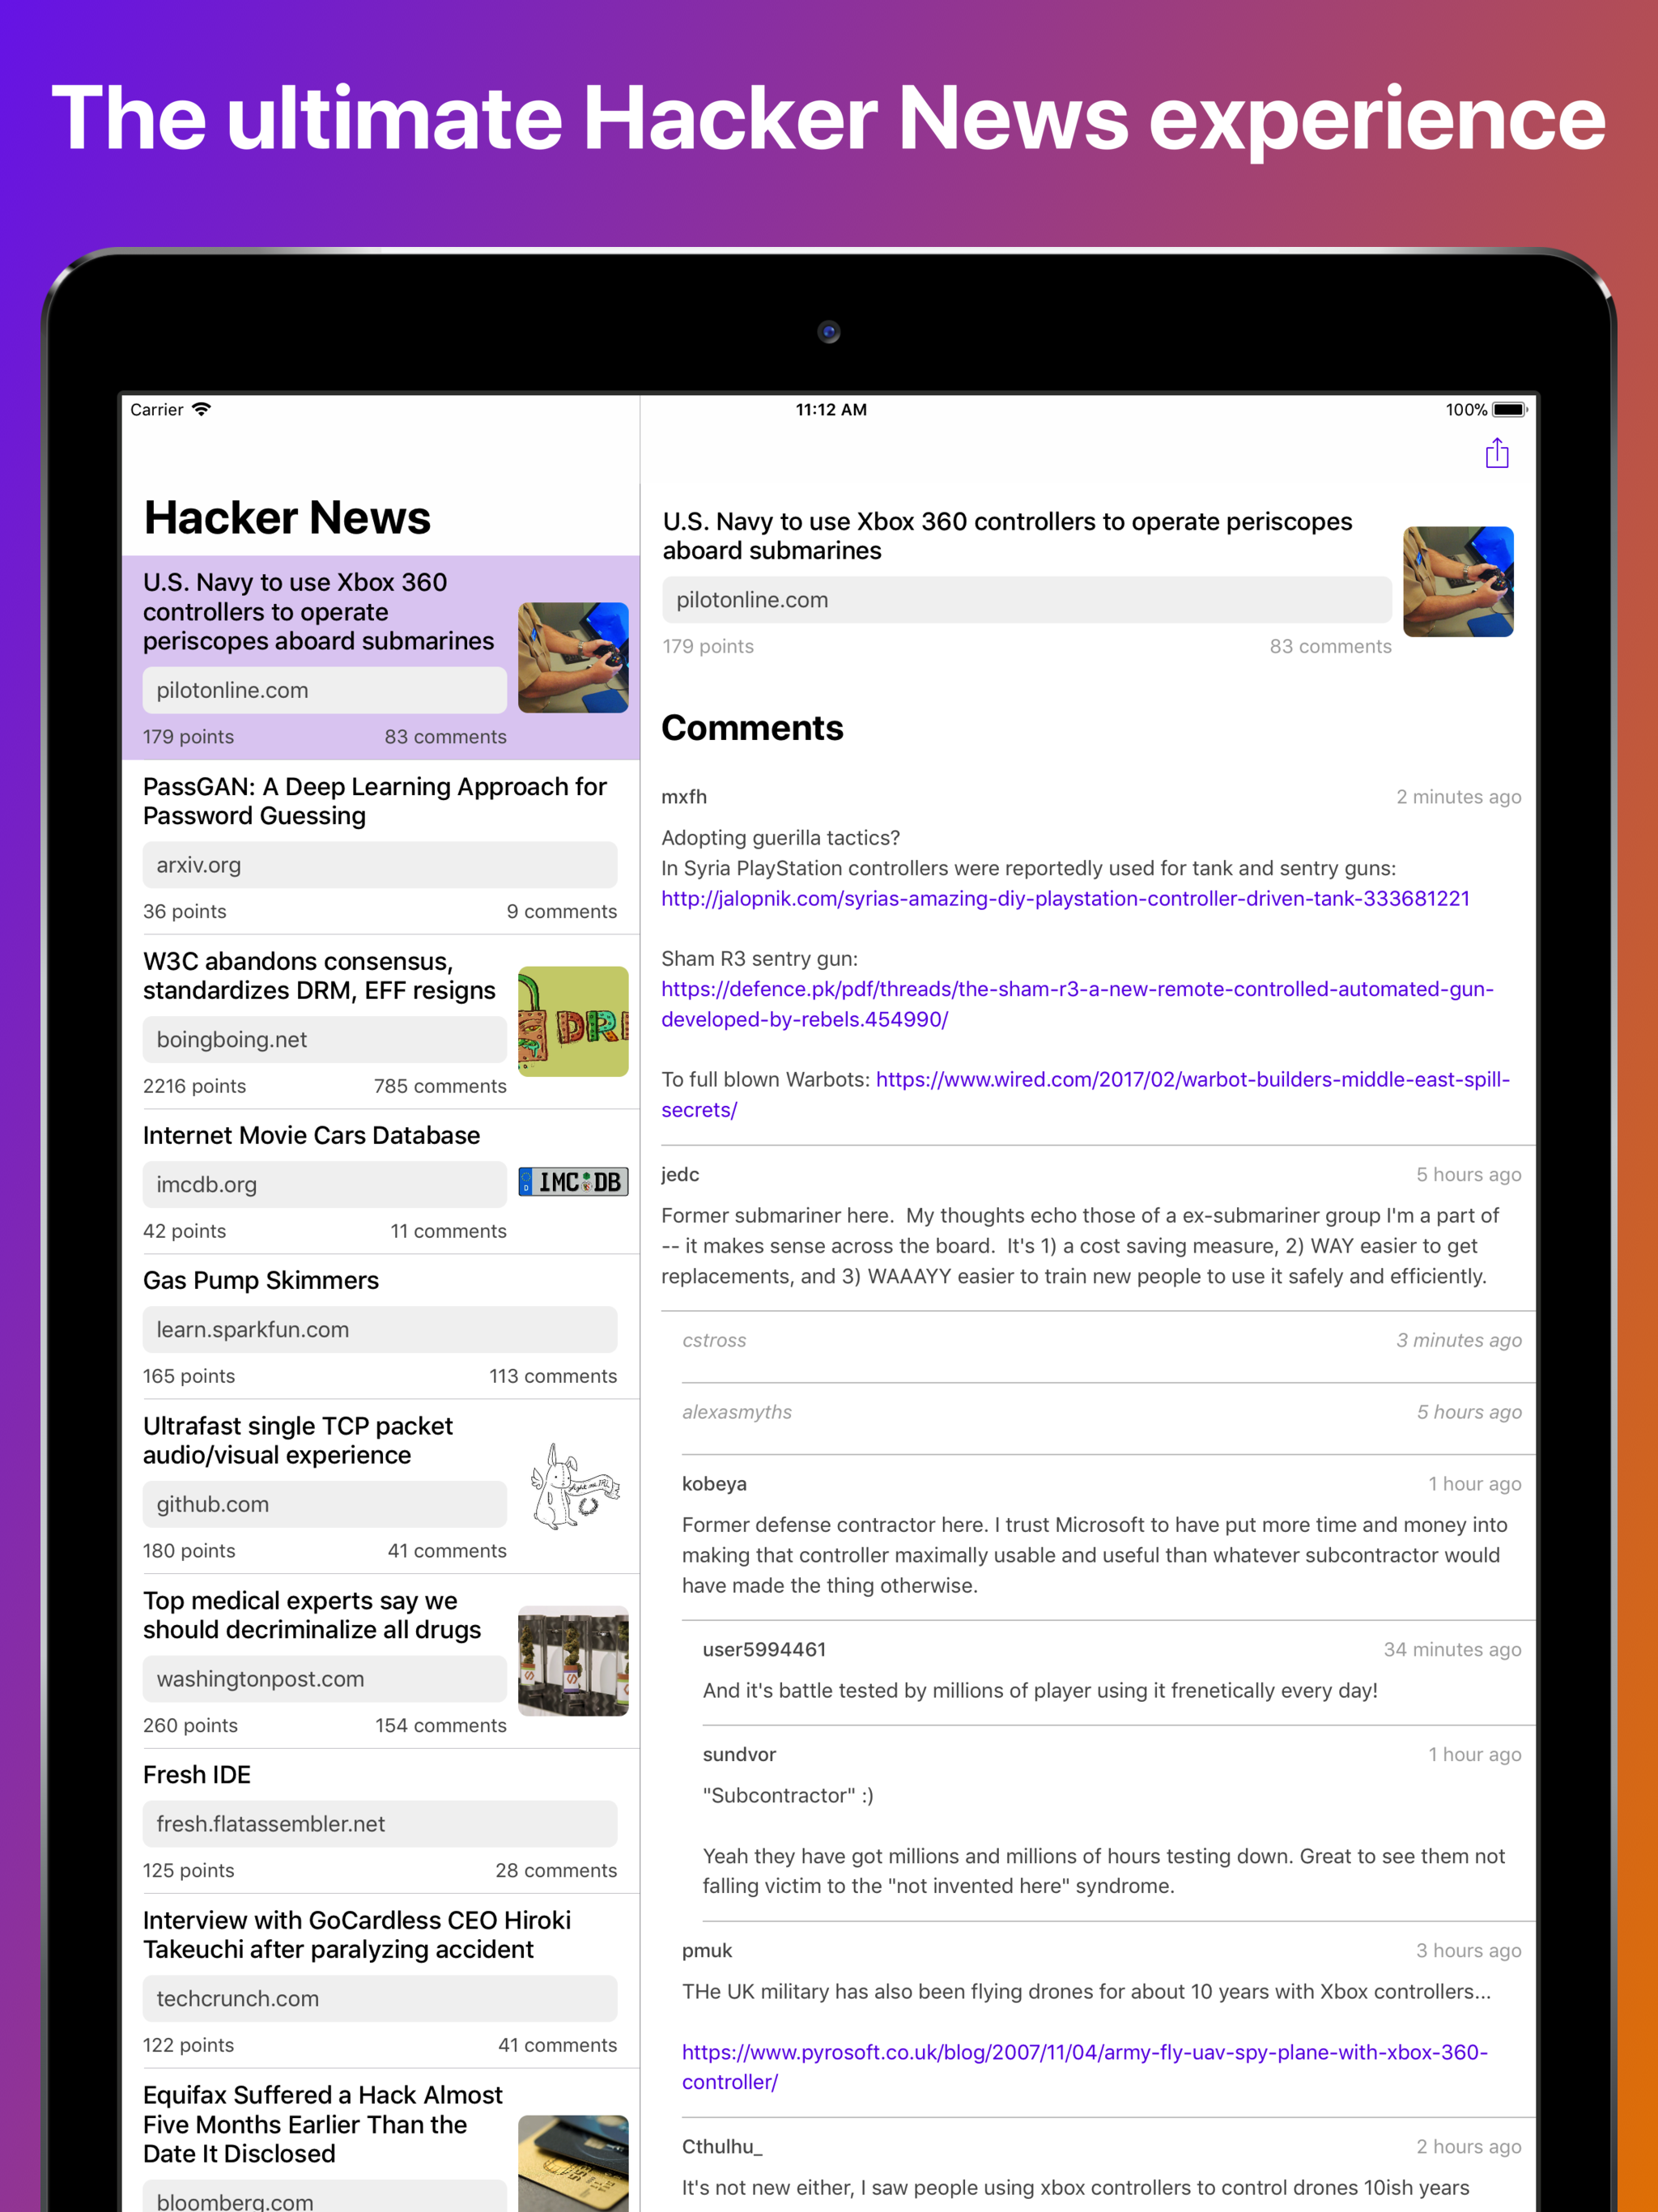 The ultimate Hacker News experience
Carrier
11:12 AM
100%
Hacker News
U.S. Navy to use Xbox 360
controllers to operate
periscopes aboard submarines
pilotonline.com
179 points
83 comments
PassGAN: A Deep Learning Approach for
Password Guessing
arxiv.org
36 points
9 comments
W3C abandons consensus,
standardizes DRM, EFF resigns
boingboing.net
2216 points
785 comments
Internet Movie Cars Database
imcdb.org
IMC DB
42 points
11 comments
Gas Pump Skimmers
learn.sparkfun.com
165 points
113 comments
Ultrafast single TCP packet
audio/visual experience
github.com
180 points
41 comments
Top medical experts say we
should decriminalize all drugs
washingtonpost.com
260 points
154 comments
Fresh IDE
fresh.flatassembler.net
125 points
28 comments
Interview with GoCardless CEO Hiroki
Takeuchi after paralyzing accident
techcrunch.com
122 points
41 comments
Equifax Suffered a Hack Almost
Five Months Earlier Than the
Date It Disclosed
bloomberg.com
U.S. Navy to use Xbox 360 controllers to operate periscopes
aboard submarines
pilotonline.com
179 points
83 comments
Comments
mxfh
2 minutes ago
Adopting guerilla tactics?
In Syria PlayStation controllers were reportedly used for tank and sentry guns:
http://jalopnik.com/syrias-amazing-diy-playstation-controller-driven-tank-333681221
Sham R3 sentry gun:
https://defence.pk/pdf/threads/the-sham-r3-a-new-remote-controlled-automated-gun-
developed-by-rebels.454990/
To full blown Warbots: https://www.wired.com/2017/02/warbot-builders-middle-east-spill-
secrets/
jedc
5 hours ago
Former submariner here.  My thoughts echo those of a ex-submariner group I'm a part of
-- it makes sense across the board.  It's 1) a cost saving measure, 2) WAY easier to get
replacements, and 3) WAAAYY easier to train new people to use it safely and efficiently.
cstross
3 minutes ago
alexasmyths
5 hours ago
kobeya
1 hour ago
Former defense contractor here. I trust Microsoft to have put more time and money into
making that controller maximally usable and useful than whatever subcontractor would
have made the thing otherwise.
user5994461
34 minutes ago
And it's battle tested by millions of player using it frenetically every day!
sundvor
1 hour ago
"Subcontractor" :)
Yeah they have got millions and millions of hours testing down. Great to see them not
falling victim to the "not invented here" syndrome.
pmuk
3 hours ago
THe UK military has also been flying drones for about 10 years with Xbox controllers...
https://www.pyrosoft.co.uk/blog/2007/11/04/army-fly-uav-spy-plane-with-xbox-360-
controller/
Cthulhu_
2 hours ago
It's not new either, I saw people using xbox controllers to control drones 10ish years